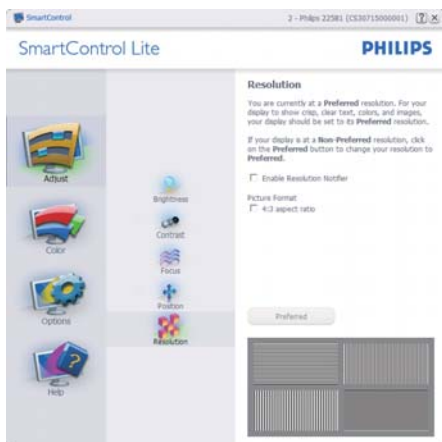 SmartControl
2 - Philips 225B1 (CS30715000001)
SmartControl Lite
PHILIPS
Adjust
Color
Options
Help
Brightness
Contrast
Focus
Position
Resolution
Resolution
You are currently at a Preferred resolution. For your
display to show crisp, clear text, colors, and images,
your display should be set to its Preferred resolution.
If your display is at a Non-Preferred resolution, click
on the Preferred button to change your resolution to
Preferred.
Enable Resolution Notifier
Picture Format
4:3 aspect ratio
Preferred